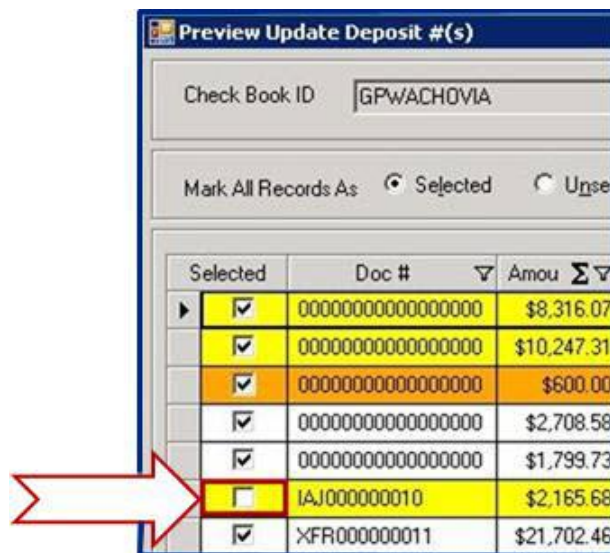 Preview Update Deposit #(s)
Check Book ID GPWACHOVIA
Mark All Records As Selected Unse
Selected Doc # Amou Σ
00000000000000000 $8,316.07
00000000000000000 $10,247.31
00000000000000000 $600.00
00000000000000000 $2,708.58
00000000000000000 $1,799.73
IAJ000000010 $2,165.68
XFR000000011 $21,702.46